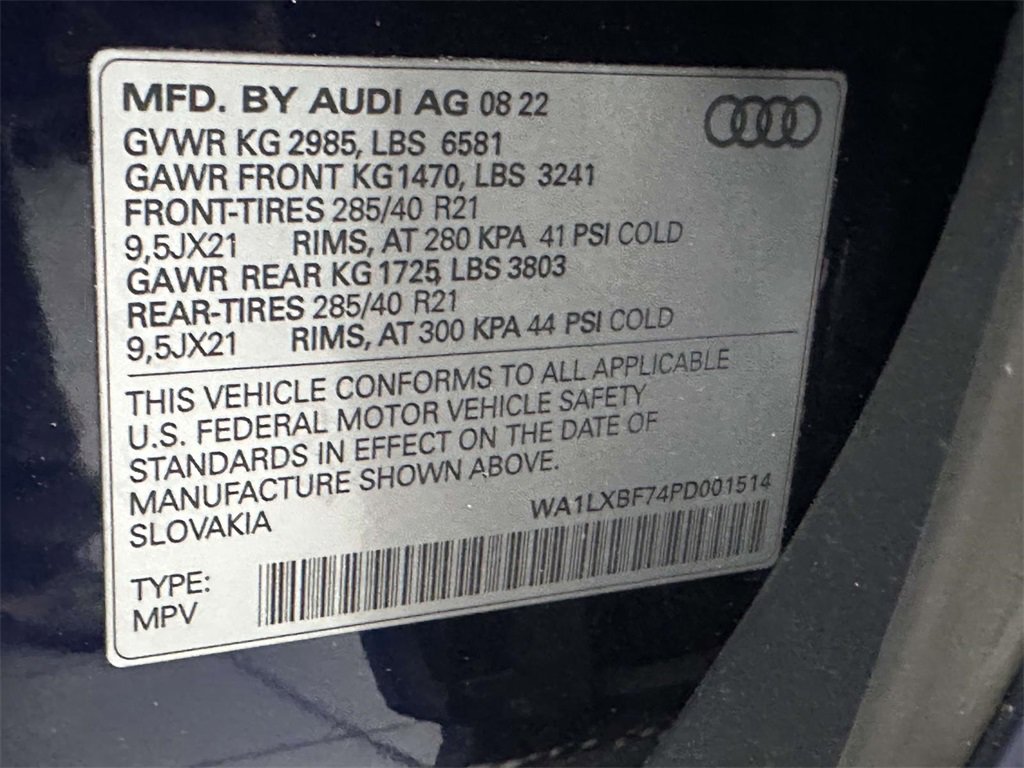 MFD. BY AUDI AG 08 22
GVWR KG 2985, LBS 6581
GAWR FRONT KG1470, LBS 3241
FRONT-TIRES 285/40 R21
9,5JX21 RIMS, AT 280 KPA 41 PSI COLD
GAWR REAR KG 1725, LBS 3803
REAR-TIRES 285/40 R21
9,5JX21 RIMS, AT 300 KPA 44 PSI COLD
THIS VEHICLE CONFORMS TO ALL APPLICABLE
U.S. FEDERAL MOTOR VEHICLE SAFETY
STANDARDS IN EFFECT ON THE DATE OF
MANUFACTURE SHOWN ABOVE.
SLOVAKIA WA1LXBF74PD001514
TYPE:
MPV